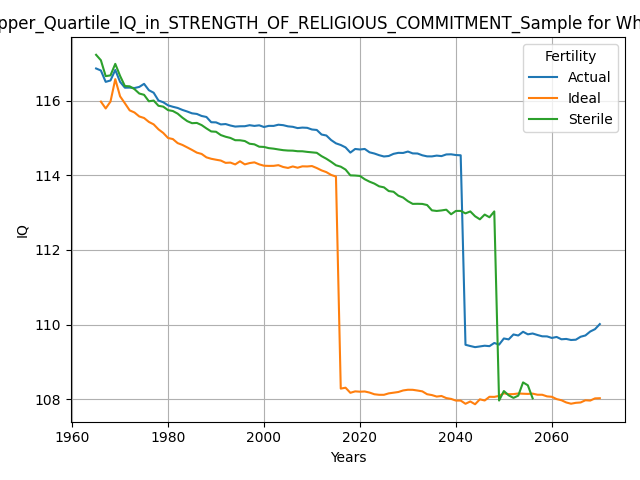 pper_Quartile_IQ_in_STRENGTH_OF_RELIGIOUS_COMMITMENT_Sample for Wh
Fertility
Actual
Ideal
Sterile
IQ
116
114
112
110
108
1960 1980 2000 2020 2040 2060
Years